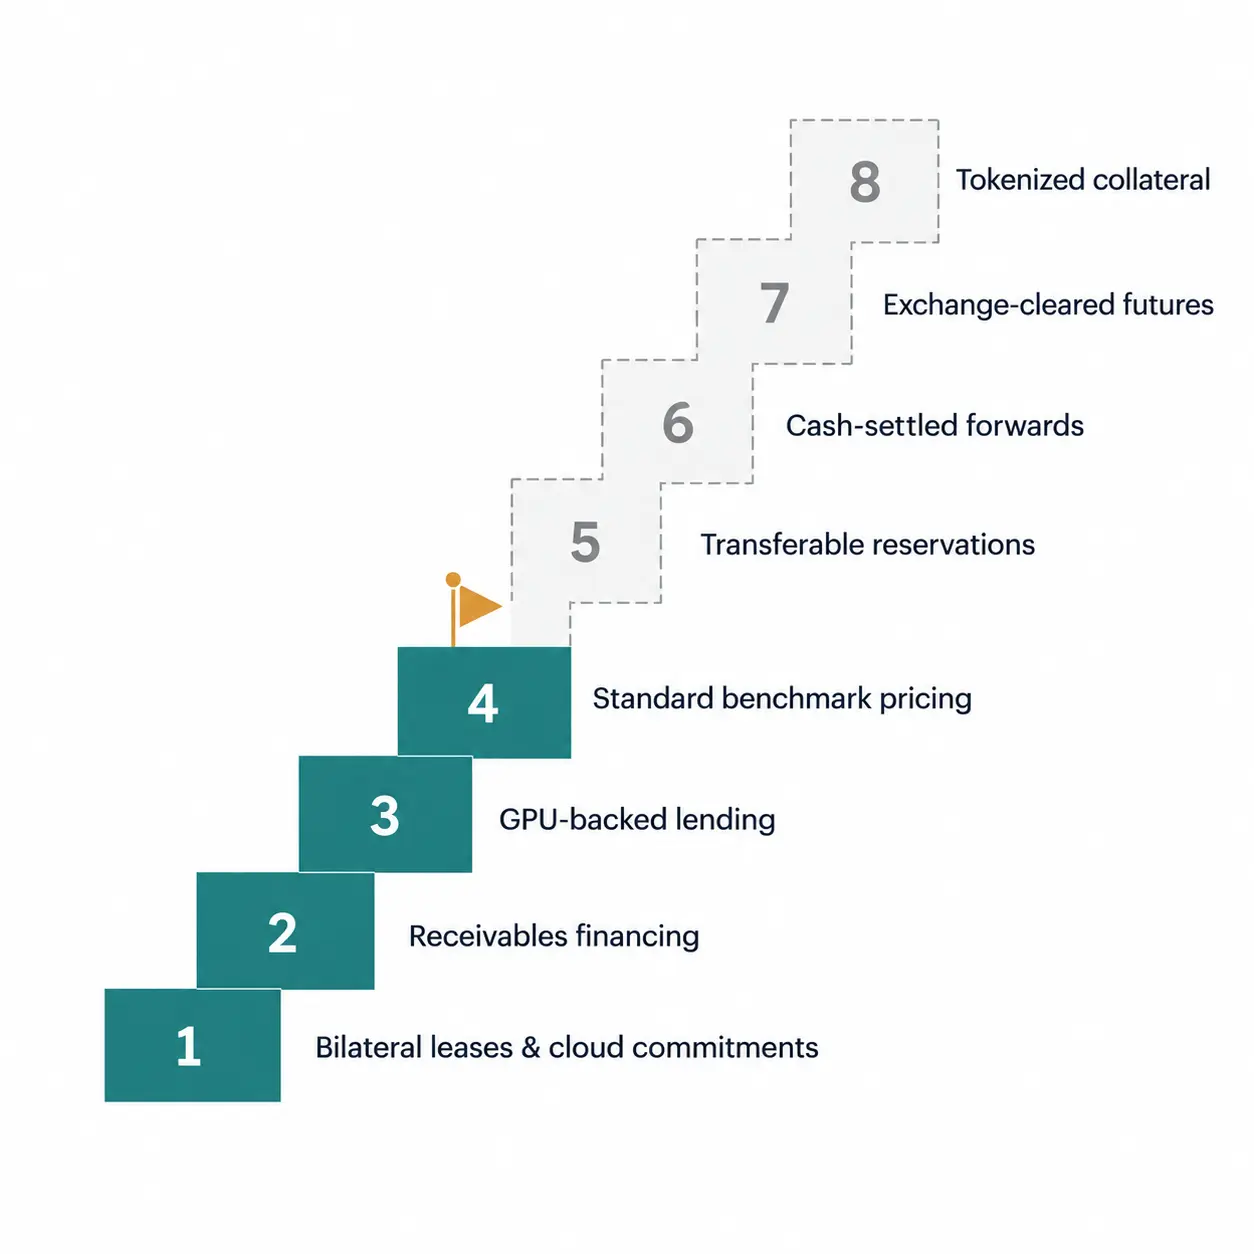 8 Tokenized collateral
7 Exchange-cleared futures
6 Cash-settled forwards
5 Transferable reservations
4 Standard benchmark pricing
3 GPU-backed lending
2 Receivables financing
1 Bilateral leases & cloud commitments